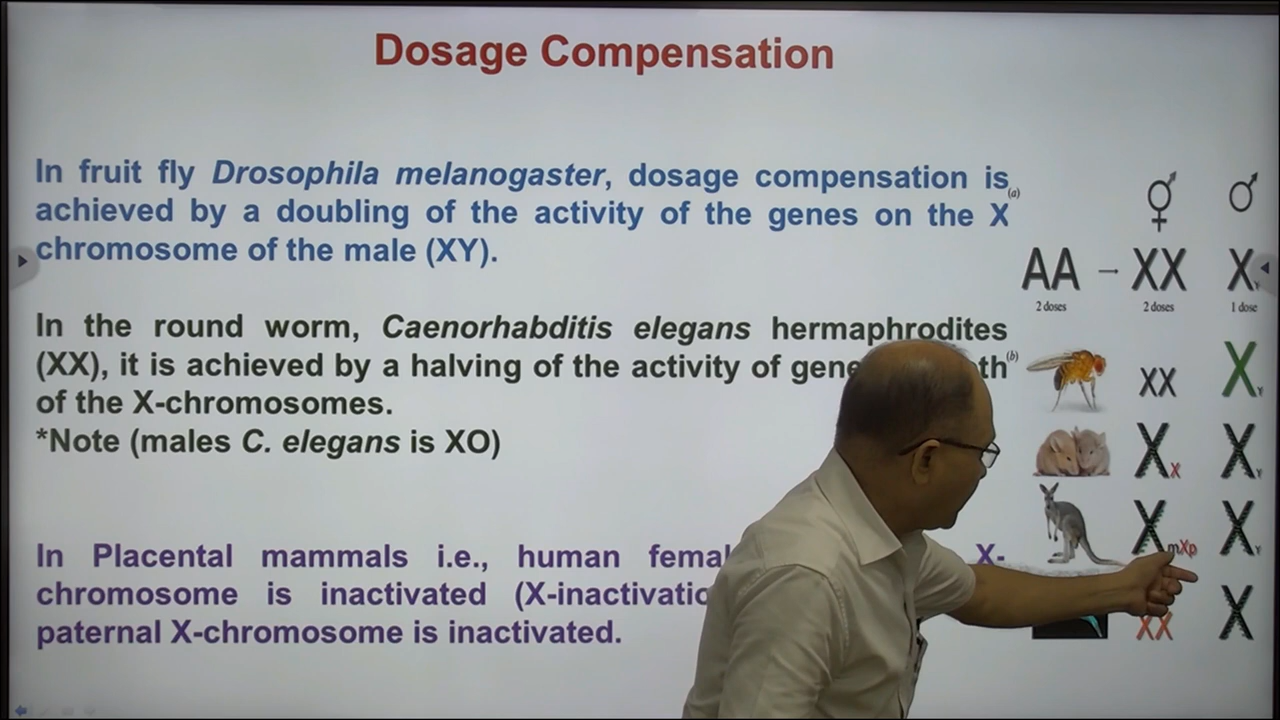 Dosage Compensation
In fruit fly Drosophila melanogaster, dosage compensation is
achieved by a doubling of the activity of the genes on the X
chromosome of the male (XY).
In the round worm, Caenorhabditis elegans hermaphrodites
(XX), it is achieved by a halving of the activity of
of the X-chromosomes.
*Note (males C. elegans is XO)
In Placental mammals i.e., human X-
chromosome is inactivated
paternal X-chromosome is inactivated.
(a)
AA – XX X Y
2 doses 2 doses 1 dose
(b)
XX X Y
X X X Y
X m Xp X Y
XX X